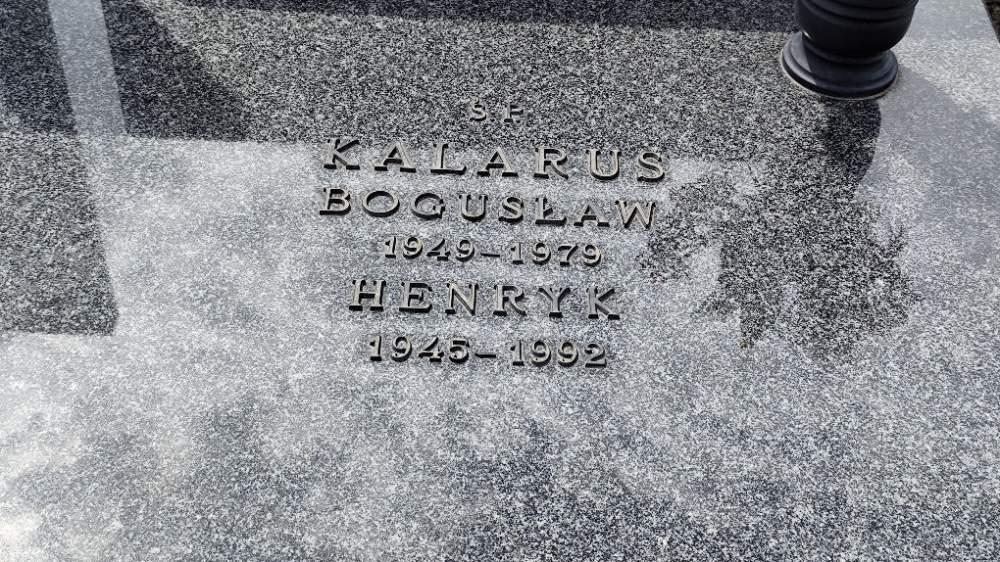 Ś P
KALARUS
BOGUSŁAW
1949–1979
HENRYK
1945–1992